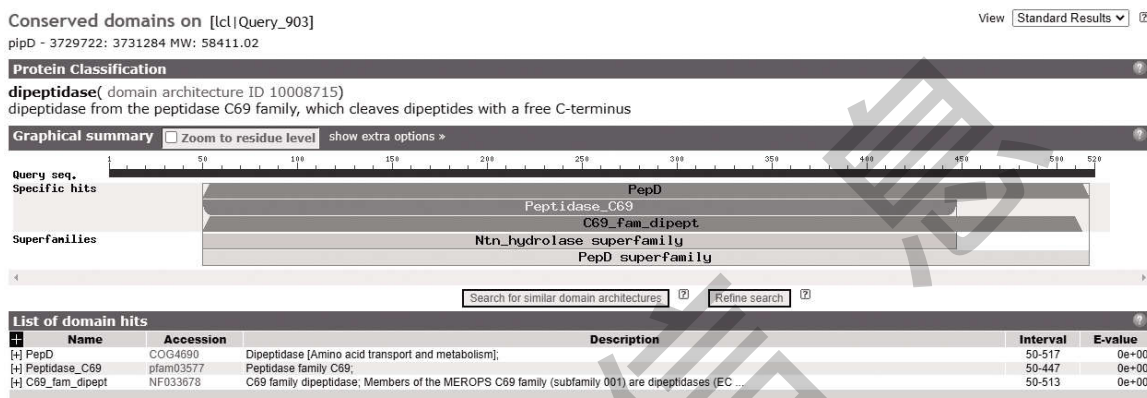 Conserved domains on [lcl|Query_903]
View Standard Results
pipD - 3729722: 3731284 MW: 58411.02
Protein Classification
dipeptidase( domain architecture ID 10008715)
dipeptidase from the peptidase C69 family, which cleaves dipeptides with a free C-terminus
Graphical summary Zoom to residue level show extra options »
1 50 100 150 200 250 300 350 400 450 500 520
Query seq.
Specific hits
PepD
Peptidase_C69
C69_fam_dipept
Superfamilies
Ntn_hydrolase superfamily
PepD superfamily
Search for similar domain architectures ? Refine search ?
List of domain hits
+ Name Accession Description Interval E-value
[+] PepD COG4690 Dipeptidase [Amino acid transport and metabolism]; 50-517 0e+00
[+] Peptidase_C69 pfam03577 Peptidase family C69; 50-447 0e+00
[+] C69_fam_dipept NF033678 C69 family dipeptidase; Members of the MEROPS C69 family (subfamily 001) are dipeptidases (EC ... 50-513 0e+00